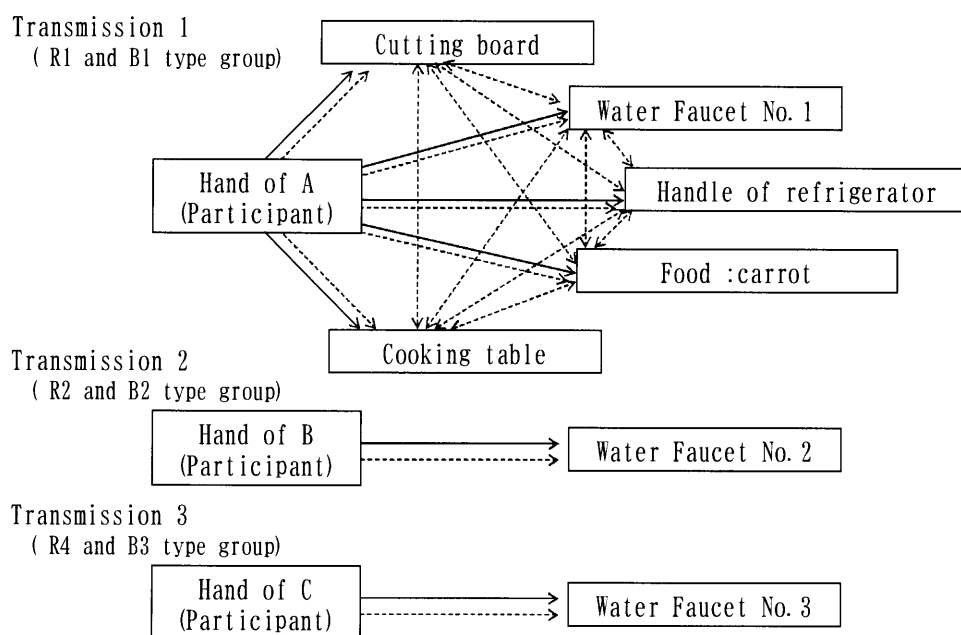 Transmission 1
( R1 and B1 type group)
Cutting board
Water Faucet No.1
Hand of A
(Participant)
Handle of refrigerator
Food :carrot
Cooking table
Transmission 2
( R2 and B2 type group)
Hand of B
(Participant)
Water Faucet No.2
Transmission 3
( R4 and B3 type group)
Hand of C
(Participant)
Water Faucet No.3